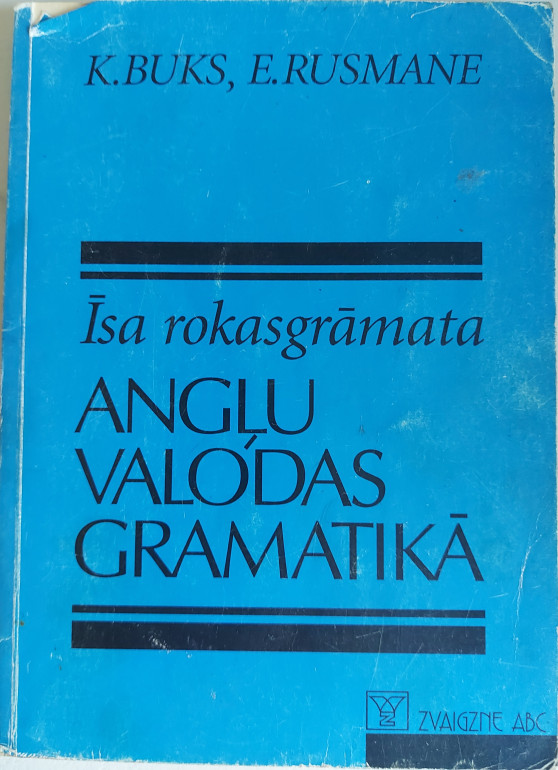 K.BUKS, E.RUSMANE
Īsa rokasgrāmata
ANGĻU
VALODAS
GRAMATIKĀ
ZVAIGZNE ABC